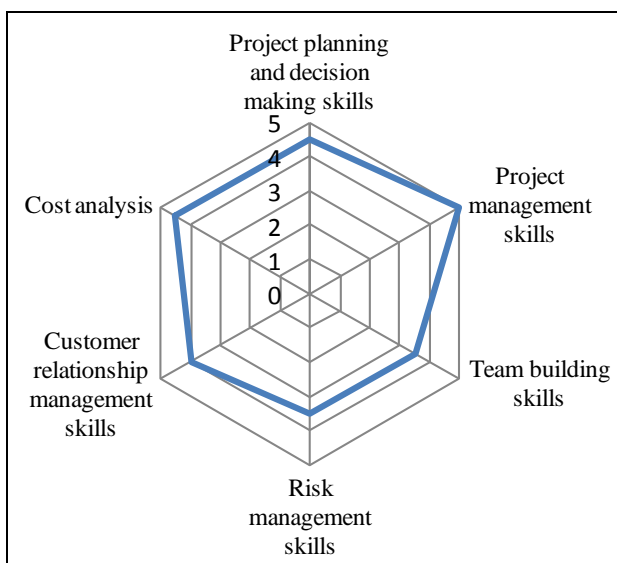 Project planning
and decision
making skills
5
4
3
2
1
0
Project
management
skills
Team building
skills
Risk
management
skills
Customer
relationship
management
skills
Cost analysis